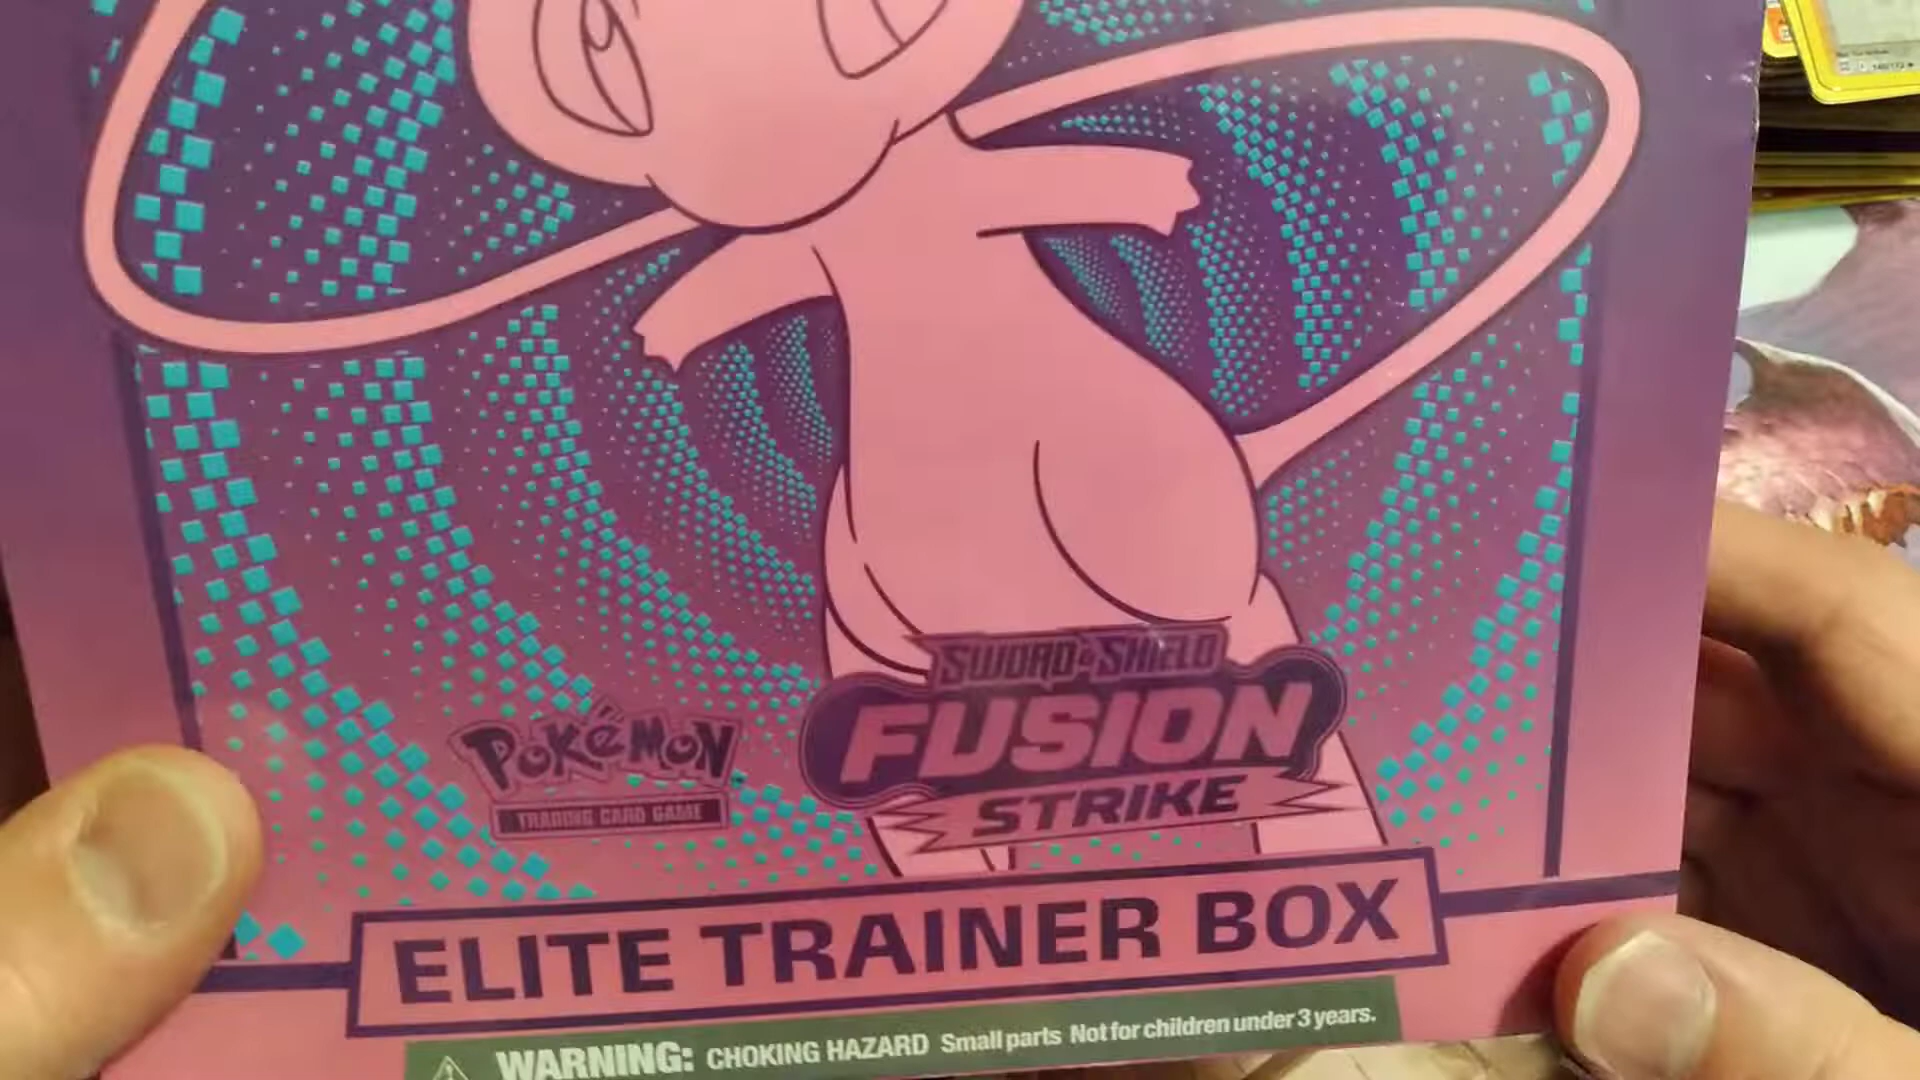 SWORD & SHIELD
FUSION
STRIKE
POKéMON
TRADING CARD GAME
ELITE TRAINER BOX
WARNING: CHOKING HAZARD Small parts Not for children under 3 years.